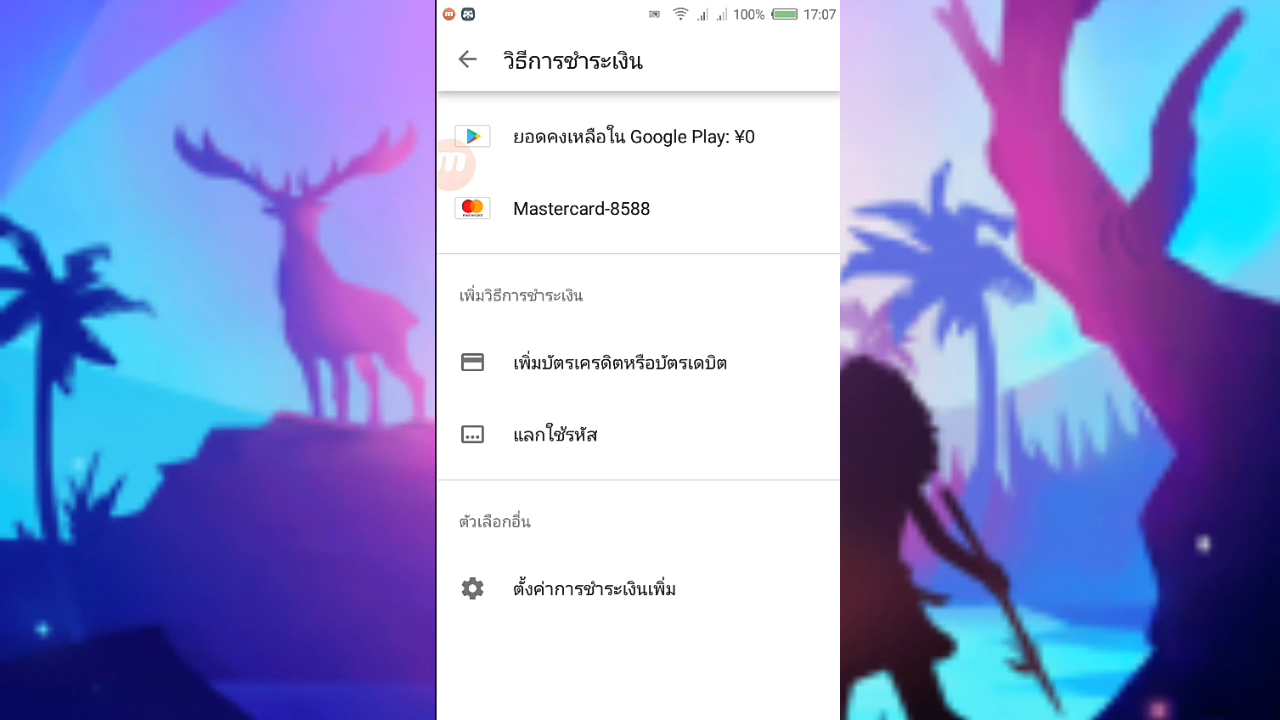 100% 17:07
วิธีการชำระเงิน
ยอดคงเหลือใน Google Play: ¥0
Mastercard-8588
เพิ่มวิธีการชำระเงิน
เพิ่มบัตรเครดิตหรือบัตรเดบิต
แลกใช้รหัส
ตัวเลือกอื่น
ตั้งค่าการชำระเงินเพิ่ม